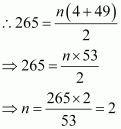 ∴ 265 = n(4+49)/2
⇒ 265 = n×53/2
⇒ n = 265×2/53 = 2